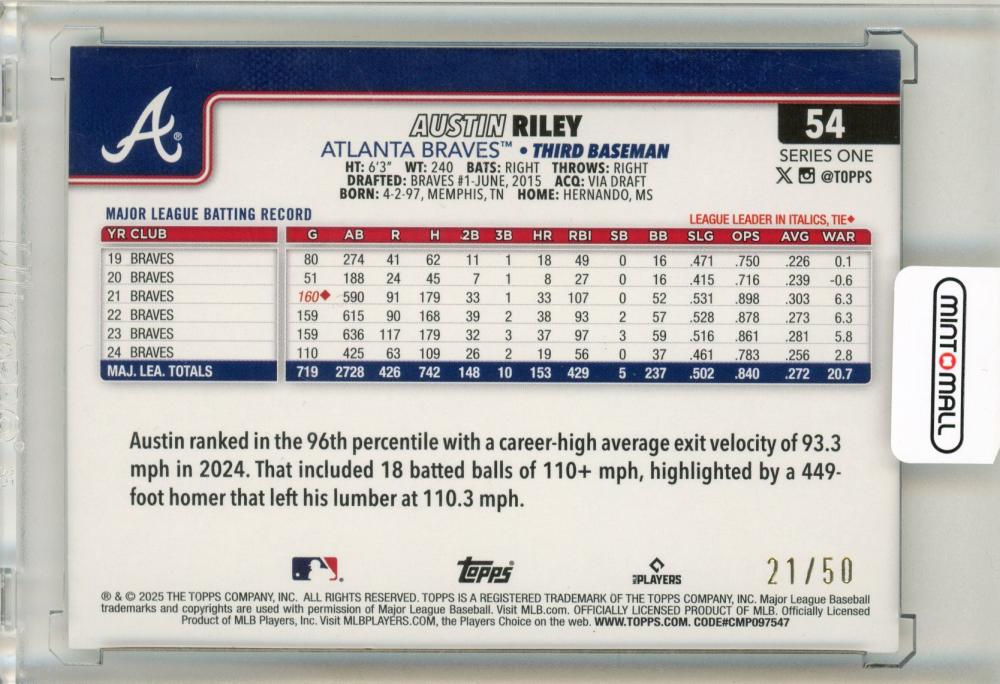 A®
AUSTIN RILEY
54
ATLANTA BRAVES™ • THIRD BASEMAN
SERIES ONE
HT: 6'3" WT: 240 BATS: RIGHT THROWS: RIGHT
@TOPPS
DRAFTED: BRAVES #1-JUNE, 2015 ACQ: VIA DRAFT
BORN: 4-2-97, MEMPHIS, TN HOME: HERNANDO, MS
MAJOR LEAGUE BATTING RECORD
LEAGUE LEADER IN ITALICS, TIE◆
YR CLUB G AB R H 2B 3B HR RBI SB BB SLG OPS AVG WAR
19 BRAVES 80 274 41 62 11 1 18 49 0 16 .471 .750 .226 0.1
20 BRAVES 51 188 24 45 7 1 8 27 0 16 .415 .716 .239 -0.6
21 BRAVES 160◆ 590 91 179 33 1 33 107 0 52 .531 .898 .303 6.3
22 BRAVES 159 615 90 168 39 2 38 93 2 57 .528 .878 .273 6.3
23 BRAVES 159 636 117 179 32 3 37 97 3 59 .516 .861 .281 5.8
24 BRAVES 110 425 63 109 26 2 19 56 0 37 .461 .783 .256 2.8
MAJ. LEA. TOTALS 719 2728 426 742 148 10 153 429 5 237 .502 .840 .272 20.7
MINTOMALL
Austin ranked in the 96th percentile with a career-high average exit velocity of 93.3
mph in 2024. That included 18 batted balls of 110+ mph, highlighted by a 449-
foot homer that left his lumber at 110.3 mph.
topps
PLAYERS
21/50
® & © 2025 THE TOPPS COMPANY, INC. ALL RIGHTS RESERVED. TOPPS IS A REGISTERED TRADEMARK OF THE TOPPS COMPANY, INC. Major League Baseball
trademarks and copyrights are used with permission of Major League Baseball. Visit MLB.com. OFFICIALLY LICENSED PRODUCT OF MLB. Officially Licensed
Product of MLB Players, Inc. Visit MLBPLAYERS.COM, the Players Choice on the web. WWW.TOPPS.COM. CODE#CMP097547